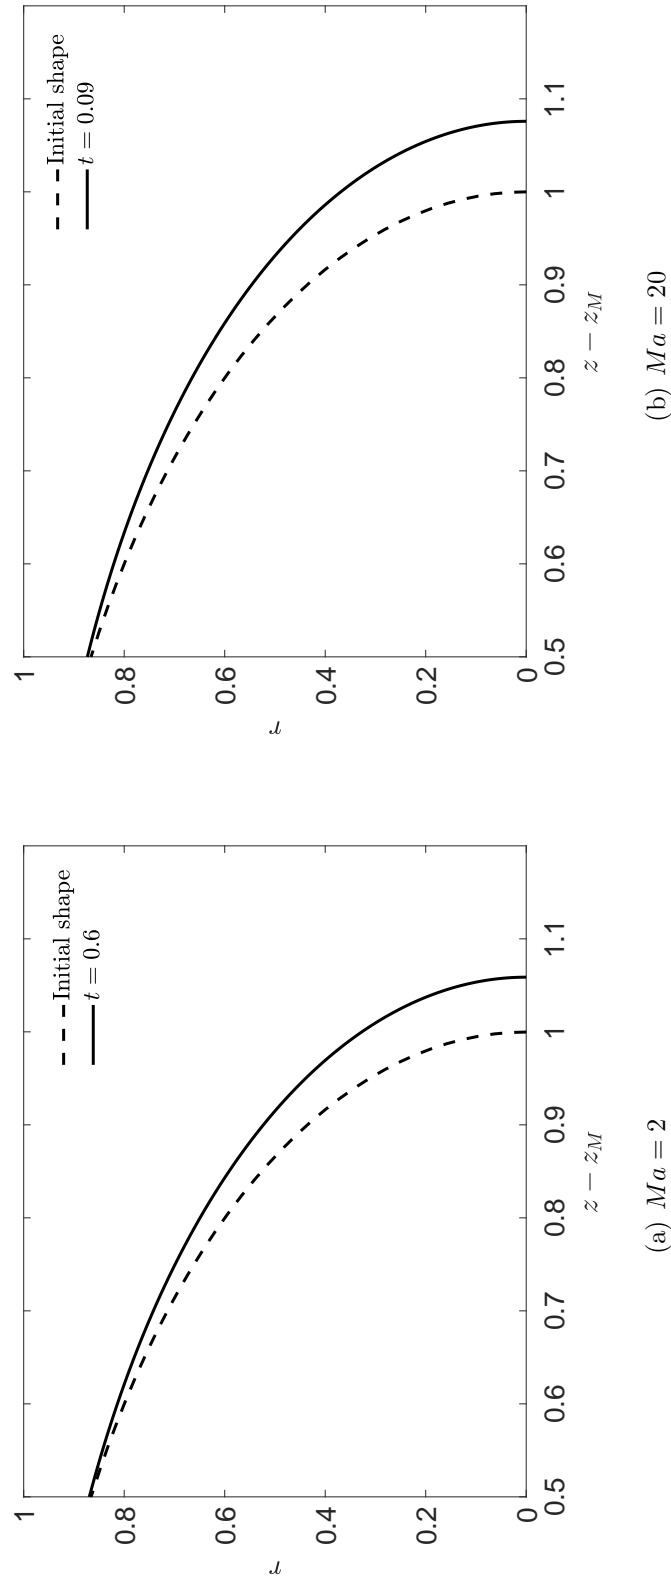 1
0.8
0.6
0.4
0.2
0
r
0.5
0.6
0.7
0.8
0.9
1
1.1
z − z_M
Initial shape
t = 0.6
(a) Ma = 2
1
0.8
0.6
0.4
0.2
0
r
0.5
0.6
0.7
0.8
0.9
1
1.1
z − z_M
Initial shape
t = 0.09
(b) Ma = 20